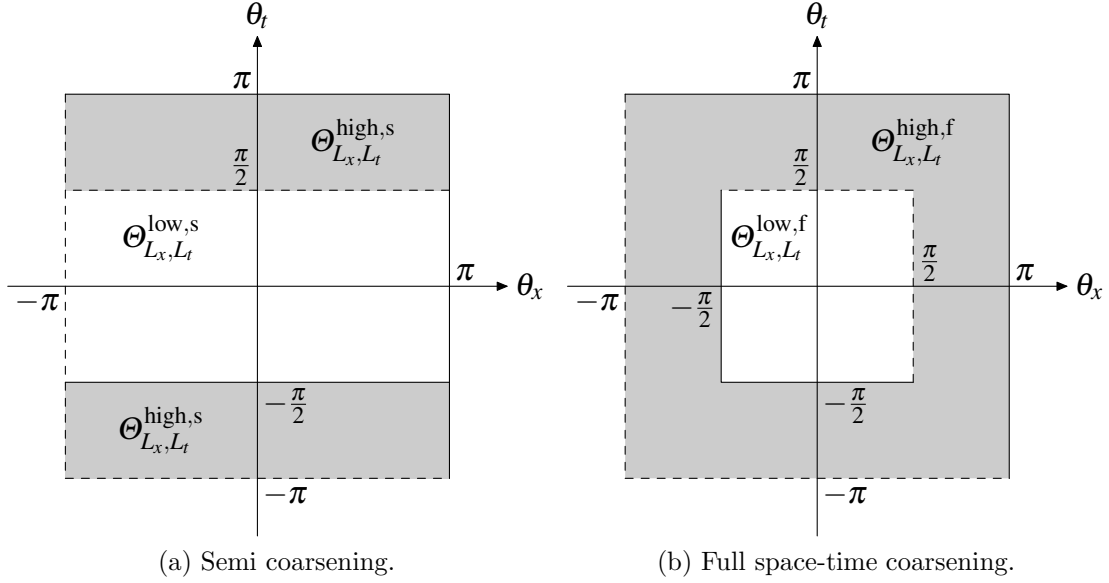 θ_t
π
Θ^{high,s}_{L_x,L_t}
π/2
Θ^{low,s}_{L_x,L_t}
π
−π
θ_x
−π/2
Θ^{high,s}_{L_x,L_t}
−π
(a) Semi coarsening.
θ_t
π
Θ^{high,f}_{L_x,L_t}
π/2
Θ^{low,f}_{L_x,L_t}
π/2
π
−π
−π/2
θ_x
−π/2
−π
(b) Full space-time coarsening.